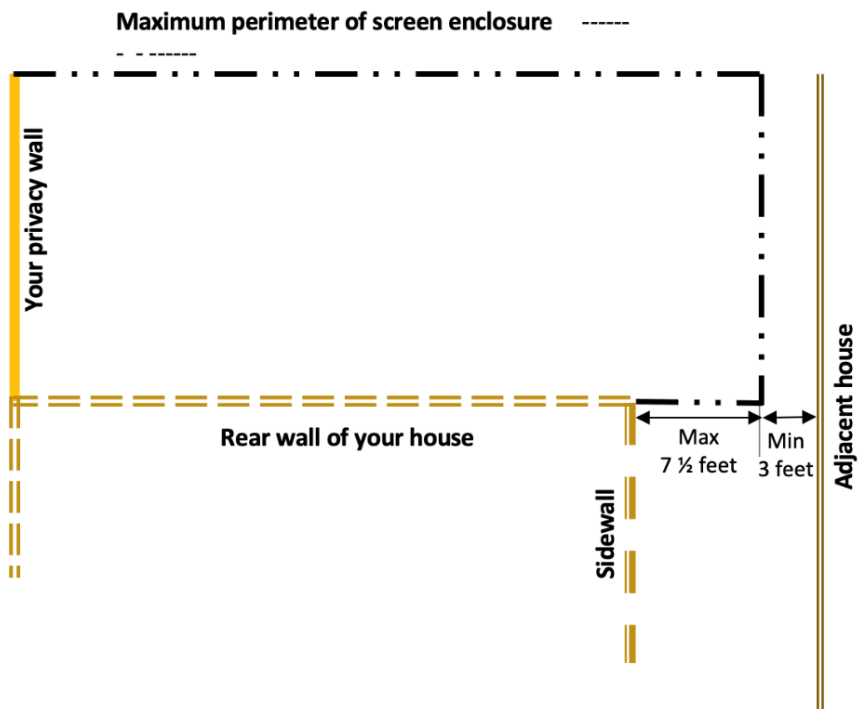 Maximum perimeter of screen enclosure ------
- - ------
Your privacy wall
Rear wall of your house
Sidewall
Max
7 ½ feet
Min
3 feet
Adjacent house